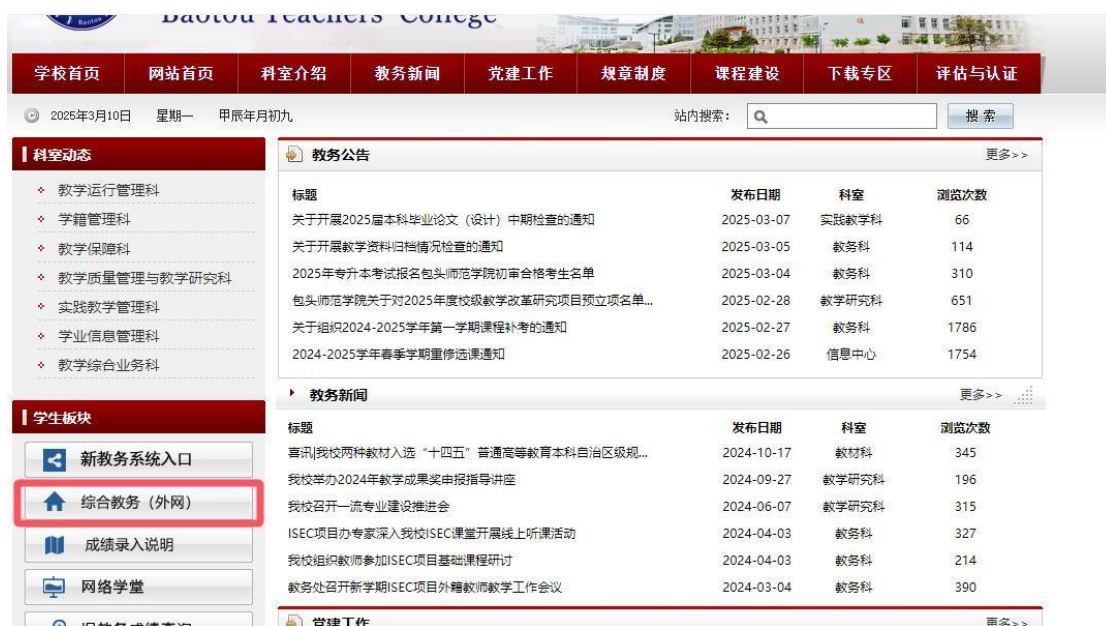 Baotou
Baotou Teachers' College
学校首页 网站首页 科室介绍 教务新闻 党建工作 规章制度 课程建设 下载专区 评估与认证
2025年3月10日 星期一 甲辰年月初九 站内搜索： 搜索
科室动态
教学运行管理科
学籍管理科
教学保障科
教学质量管理与教学研究科
实践教学管理科
学业信息管理科
教学综合业务科
学生板块
新教务系统入口
综合教务（外网）
成绩录入说明
网络学堂
旧教务成绩查询
教务公告 更多>>
标题 发布日期 科室 浏览次数
关于开展2025届本科毕业论文（设计）中期检查的通知 2025-03-07 实践教学科 66
关于开展教学资料归档情况检查的通知 2025-03-05 教务科 114
2025年专升本考试报名包头师范学院初审合格考生名单 2025-03-04 教务科 310
包头师范学院关于对2025年度校级教学改革研究项目预立项名单... 2025-02-28 教学研究科 651
关于组织2024-2025学年第一学期课程补考的通知 2025-02-27 教务科 1786
2024-2025学年春季学期重修选课通知 2025-02-26 信息中心 1754
教务新闻 更多>>
标题 发布日期 科室 浏览次数
喜讯|我校两种教材入选“十四五”普通高等教育本科自治区级规... 2024-10-17 教材科 345
我校举办2024年教学成果奖申报指导讲座 2024-09-27 教学研究科 196
我校召开一流专业建设推进会 2024-06-07 教学研究科 315
ISEC项目办专家深入我校ISEC课堂开展线上听课活动 2024-04-03 教务科 327
我校组织教师参加ISEC项目基础课程研讨 2024-04-03 教务科 214
教务处召开新学期ISEC项目外籍教师教学工作会议 2024-03-04 教务科 390
党建工作 更多>>